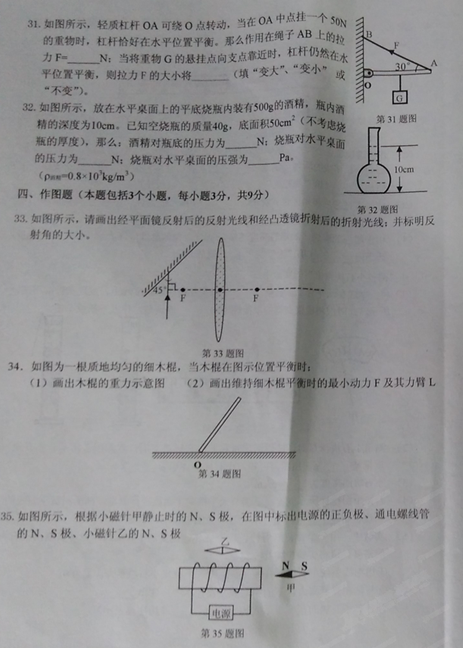 31.如图所示，轻质杠杆OA可绕O点转动，当在OA中点挂一个50N
的重物时，杠杆恰好在水平位置平衡。那么作用在绳子AB上的拉
力F=______N；当将重物G的悬挂点向支点靠近时，杠杆仍然在水
平位置平衡，则拉力F的大小将______（填“变大”、“变小” 或
“不变”）。
B
F
30°
A
O
G
第31题图
32.如图所示，放在水平桌面上的平底烧瓶内装有500g的酒精，瓶内酒
精的深度为10cm。已知空烧瓶的质量40g，底面积50cm²（不考虑烧
瓶的厚度），那么：酒精对瓶底的压力为______N；烧瓶对水平桌面
的压力为______N；烧瓶对水平桌面的压强为______Pa。
（ρ酒精=0.8×10³kg/m³）
10cm
第32题图
四、作图题（本题包括3个小题，每小题3分，共9分）
33.如图所示，请画出经平面镜反射后的反射光线和经凸透镜折射后的折射光线；并标明反
射角的大小。
45°
F
F
第33题图
34．如图为一根质地均匀的细木棍，当木棍在图示位置平衡时：
（1）画出木棍的重力示意图 （2）画出维持细木棍平衡时的最小动力F及其力臂L
O
第34题图
35.如图所示，根据小磁针甲静止时的N、S极，在图中标出电源的正负极、通电螺线管
的N、S极、小磁针乙的N、S极
乙
N S
甲
电源
第35题图